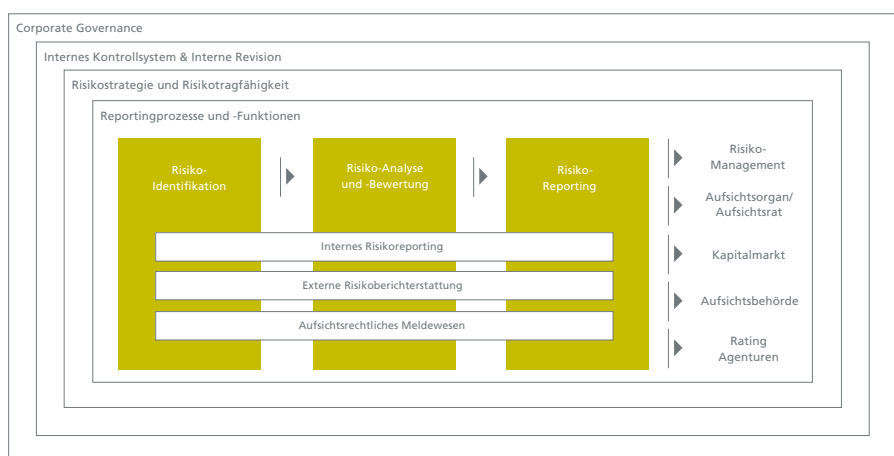 Corporate Governance
Internes Kontrollsystem & Interne Revision
Risikostrategie und Risikotragfähigkeit
Reportingprozesse und -Funktionen
Risiko-
Identifikation
Risiko-Analyse
und -Bewertung
Risiko-
Reporting
Internes Risikoreporting
Externe Risikoberichterstattung
Aufsichtsrechtliches Meldewesen
Risiko-
Management
Aufsichtsorgan/
Aufsichtsrat
Kapitalmarkt
Aufsichtsbehörde
Rating
Agenturen